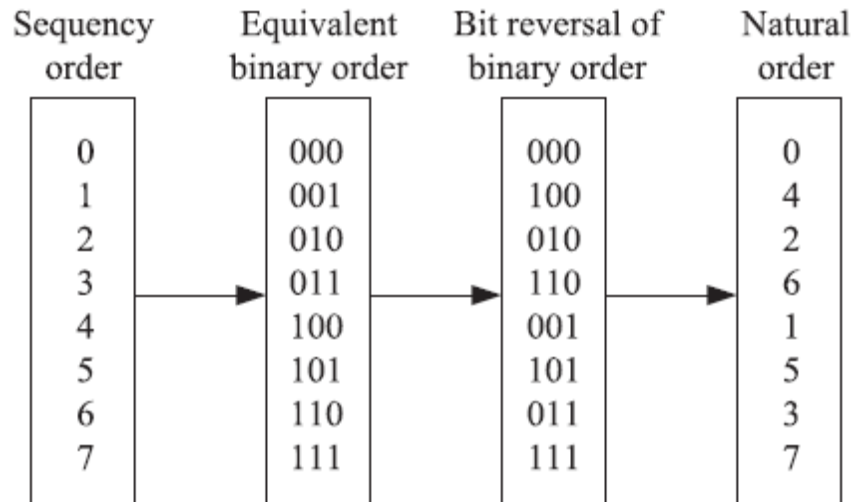 Sequency Equivalent Bit reversal of Natural
order binary order binary order order
0 000 000 0
1 001 100 4
2 010 010 2
3 011 110 6
4 100 001 1
5 101 101 5
6 110 011 3
7 111 111 7